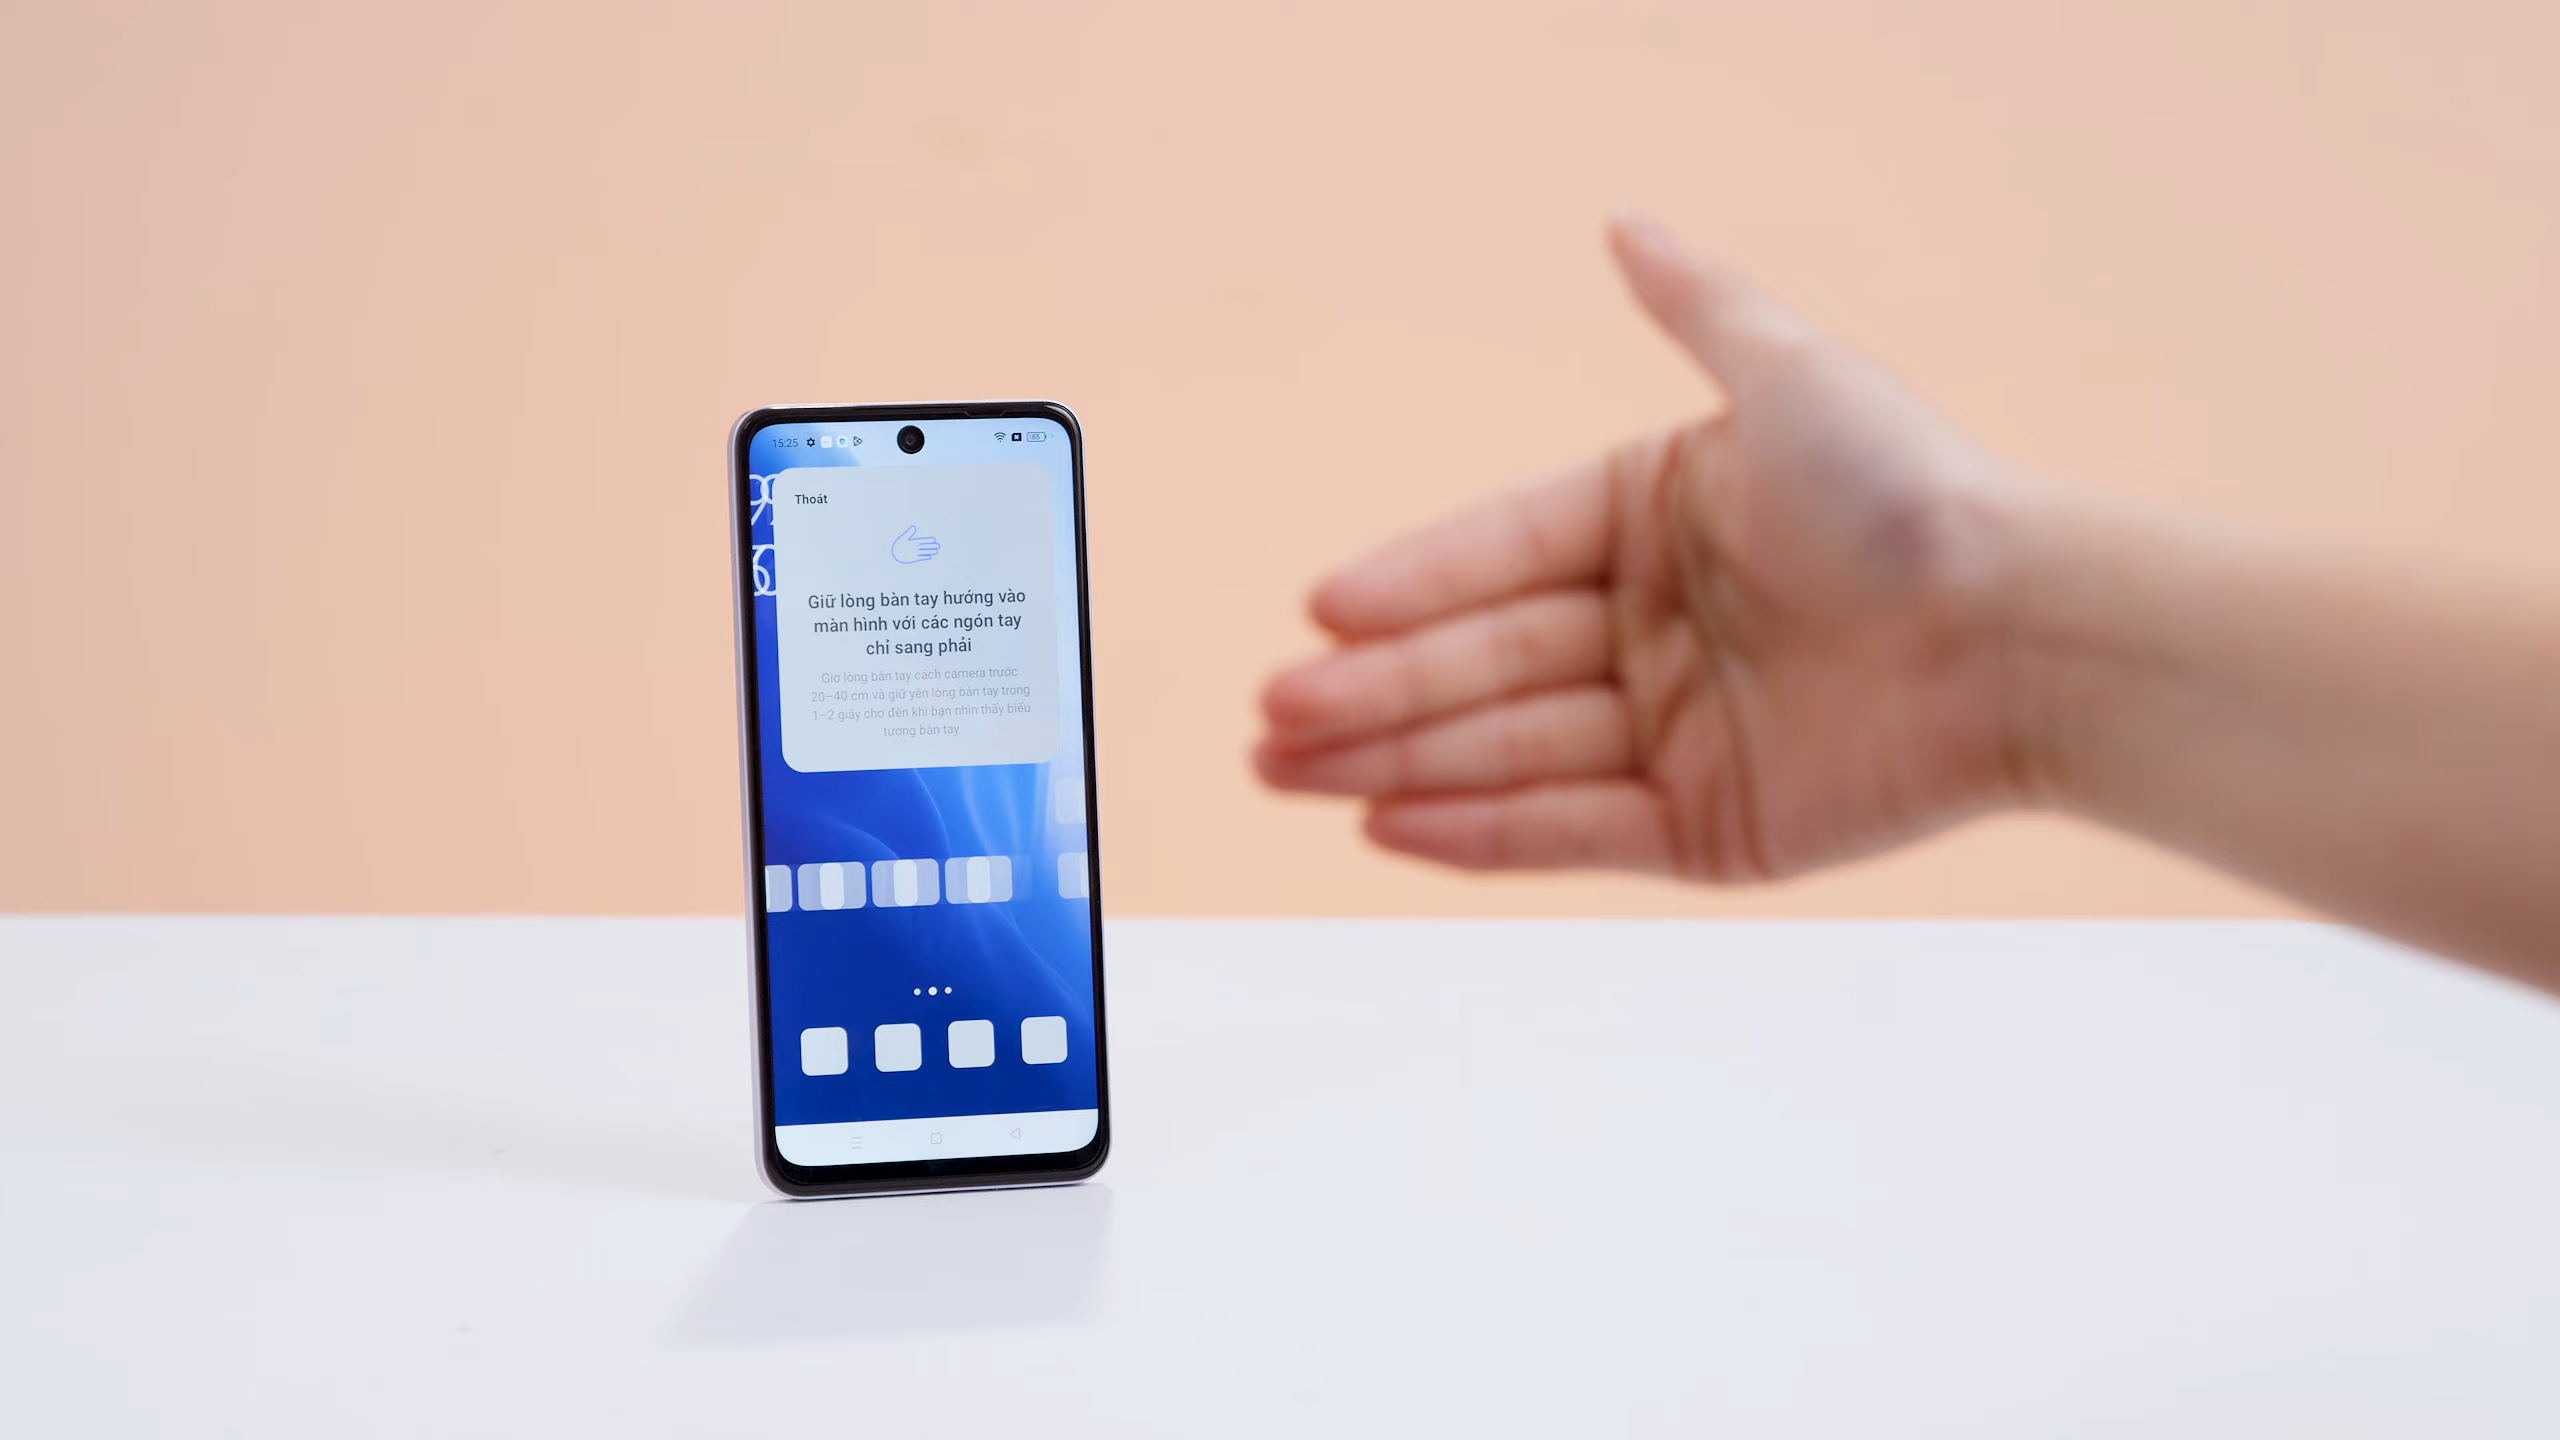 15:25
65
Thoát
Giữ lòng bàn tay hướng vào
màn hình với các ngón tay
chỉ sang phải
Giơ lòng bàn tay cách camera trước
20–40 cm và giữ yên lòng bàn tay trong
1–2 giây cho đến khi bạn nhìn thấy biểu
tượng bàn tay.